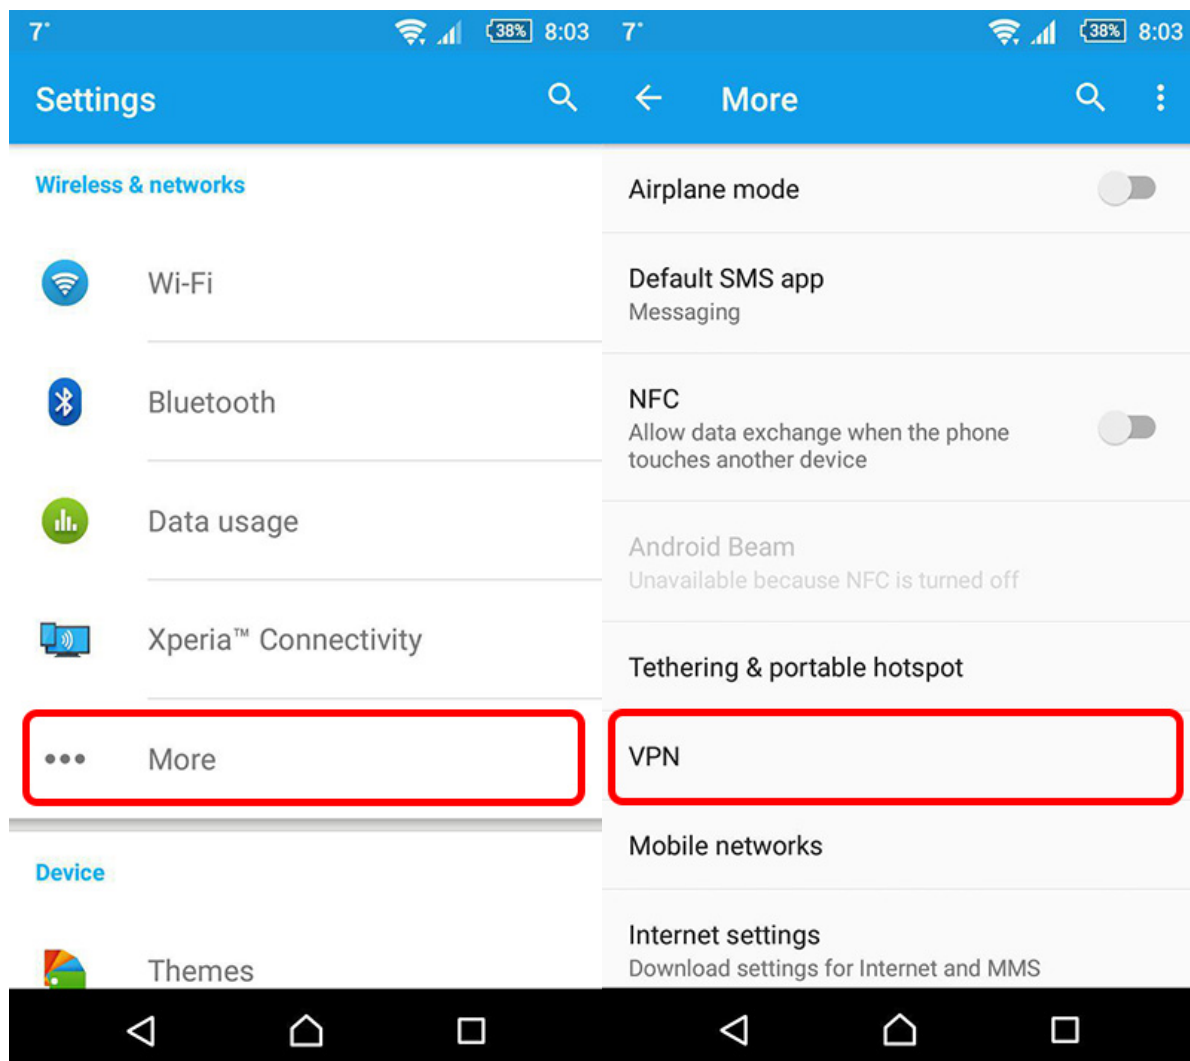 7°
38%
8:03
Settings
Wireless & networks
Wi-Fi
Bluetooth
Data usage
Xperia™ Connectivity
More
Device
Themes
7°
38%
8:03
More
Airplane mode
Default SMS app
Messaging
NFC
Allow data exchange when the phone
touches another device
Android Beam
Unavailable because NFC is turned off
Tethering & portable hotspot
VPN
Mobile networks
Internet settings
Download settings for Internet and MMS